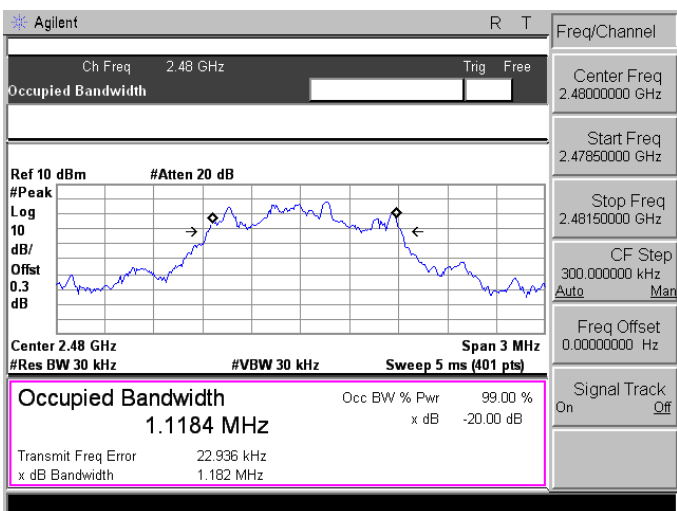 Agilent R T
Ch Freq 2.48 GHz Trig Free
Occupied Bandwidth
Ref 10 dBm #Atten 20 dB
#Peak
Log
10
dB/
Offst
0.3
dB
Center 2.48 GHz Span 3 MHz
#Res BW 30 kHz #VBW 30 kHz Sweep 5 ms (401 pts)
Occupied Bandwidth Occ BW % Pwr 99.00 %
1.1184 MHz x dB -20.00 dB
Transmit Freq Error 22.936 kHz
x dB Bandwidth 1.182 MHz
Freq/Channel
Center Freq
2.48000000 GHz
Start Freq
2.47850000 GHz
Stop Freq
2.48150000 GHz
CF Step
300.000000 kHz
Auto Man
Freq Offset
0.00000000 Hz
Signal Track
On Off